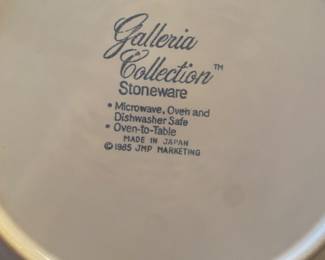 Galleria
Collection™
Stoneware
• Microwave, Oven and
Dishwasher Safe
• Oven-to-Table
MADE IN JAPAN
© 1985 JMP MARKETING